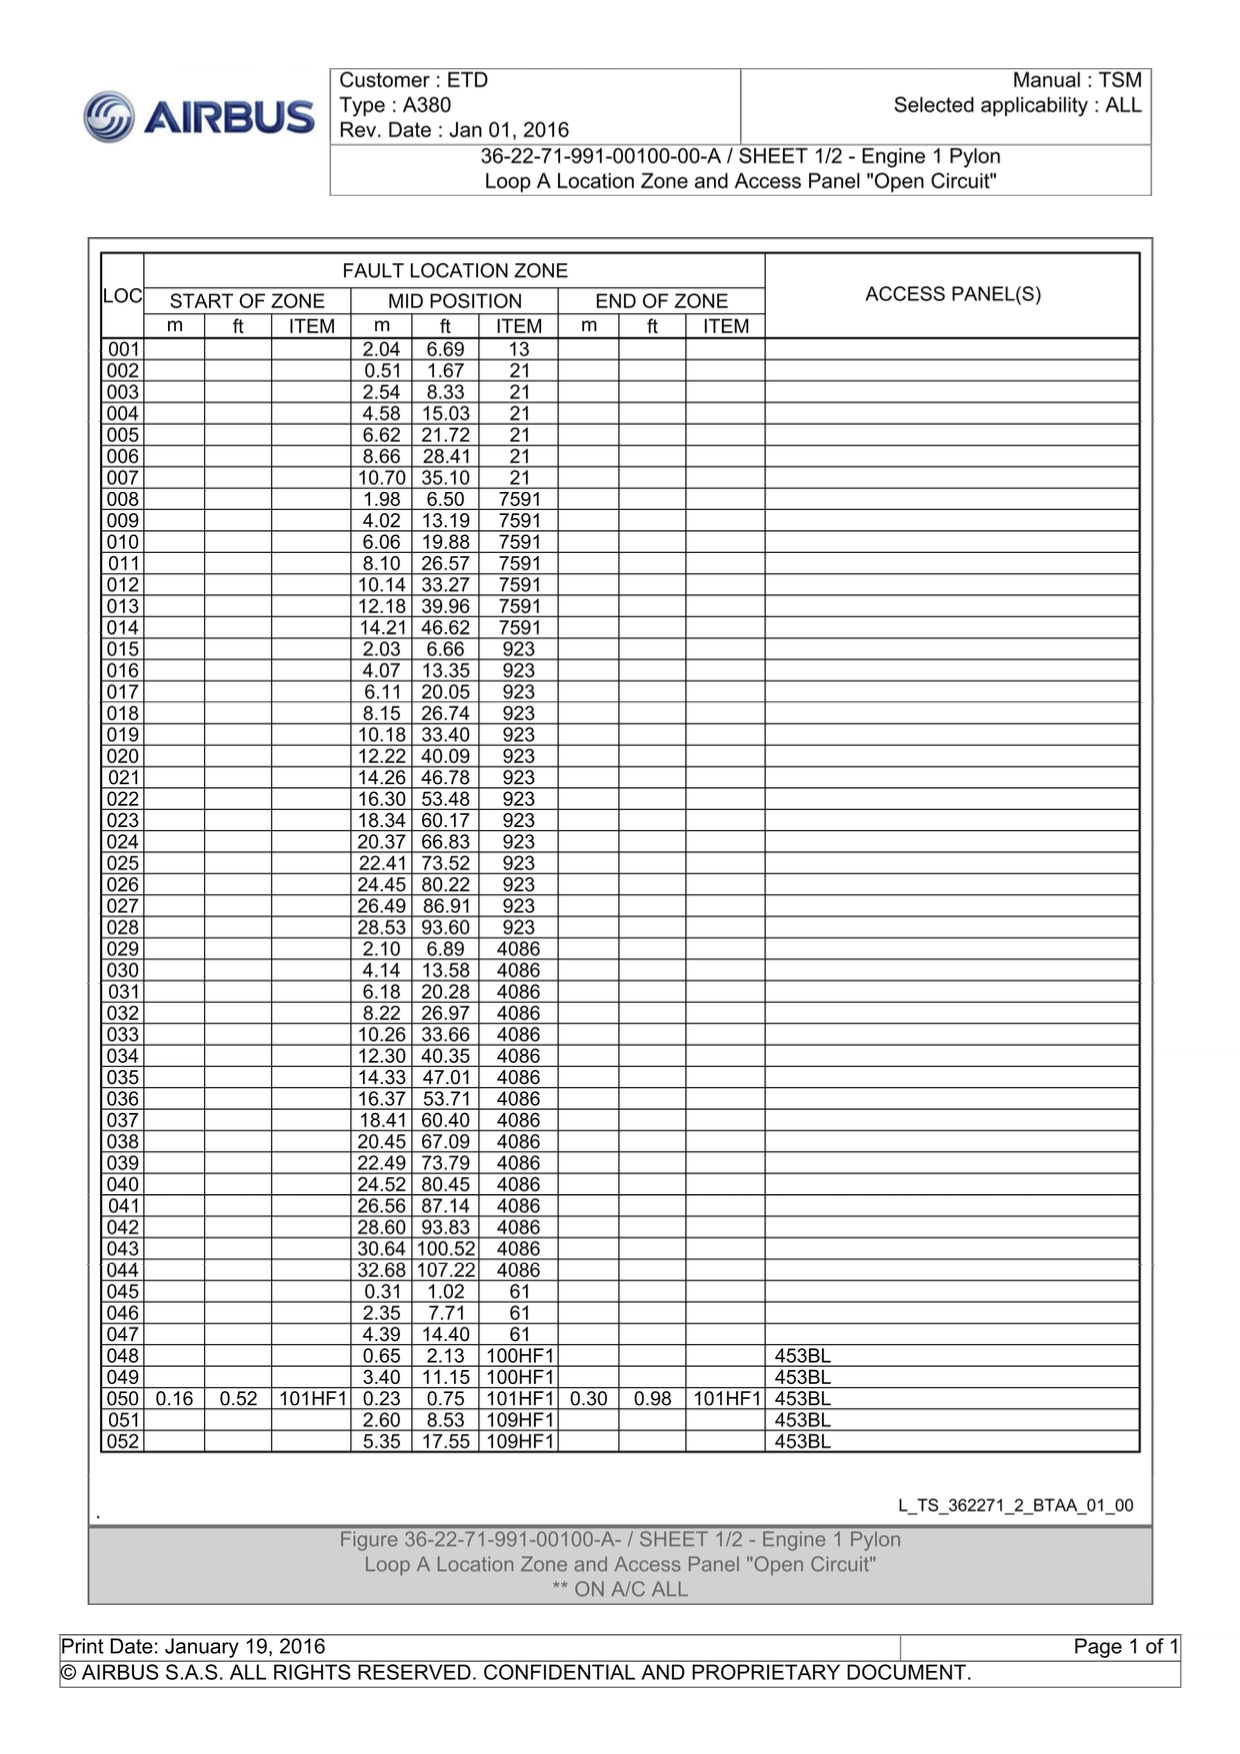 AIRBUS
Customer : ETD
Type : A380
Rev. Date : Jan 01, 2016
Manual : TSM
Selected applicability : ALL
36-22-71-991-00100-00-A / SHEET 1/2 - Engine 1 Pylon
Loop A Location Zone and Access Panel "Open Circuit"
LOC FAULT LOCATION ZONE ACCESS PANEL(S)
START OF ZONE MID POSITION END OF ZONE
m ft ITEM m ft ITEM m ft ITEM
001 2.04 6.69 13
002 0.51 1.67 21
003 2.54 8.33 21
004 4.58 15.03 21
005 6.62 21.72 21
006 8.66 28.41 21
007 10.70 35.10 21
008 1.98 6.50 7591
009 4.02 13.19 7591
010 6.06 19.88 7591
011 8.10 26.57 7591
012 10.14 33.27 7591
013 12.18 39.96 7591
014 14.21 46.62 7591
015 2.03 6.66 923
016 4.07 13.35 923
017 6.11 20.05 923
018 8.15 26.74 923
019 10.18 33.40 923
020 12.22 40.09 923
021 14.26 46.78 923
022 16.30 53.48 923
023 18.34 60.17 923
024 20.37 66.83 923
025 22.41 73.52 923
026 24.45 80.22 923
027 26.49 86.91 923
028 28.53 93.60 923
029 2.10 6.89 4086
030 4.14 13.58 4086
031 6.18 20.28 4086
032 8.22 26.97 4086
033 10.26 33.66 4086
034 12.30 40.35 4086
035 14.33 47.01 4086
036 16.37 53.71 4086
037 18.41 60.40 4086
038 20.45 67.09 4086
039 22.49 73.79 4086
040 24.52 80.45 4086
041 26.56 87.14 4086
042 28.60 93.83 4086
043 30.64 100.52 4086
044 32.68 107.22 4086
045 0.31 1.02 61
046 2.35 7.71 61
047 4.39 14.40 61
048 0.65 2.13 100HF1 453BL
049 3.40 11.15 100HF1 453BL
050 0.16 0.52 101HF1 0.23 0.75 101HF1 0.30 0.98 101HF1 453BL
051 2.60 8.53 109HF1 453BL
052 5.35 17.55 109HF1 453BL
L_TS_362271_2_BTAA_01_00
.
Figure 36-22-71-991-00100-A- / SHEET 1/2 - Engine 1 Pylon
Loop A Location Zone and Access Panel "Open Circuit"
** ON A/C ALL
Print Date: January 19, 2016 Page 1 of 1
© AIRBUS S.A.S. ALL RIGHTS RESERVED. CONFIDENTIAL AND PROPRIETARY DOCUMENT.